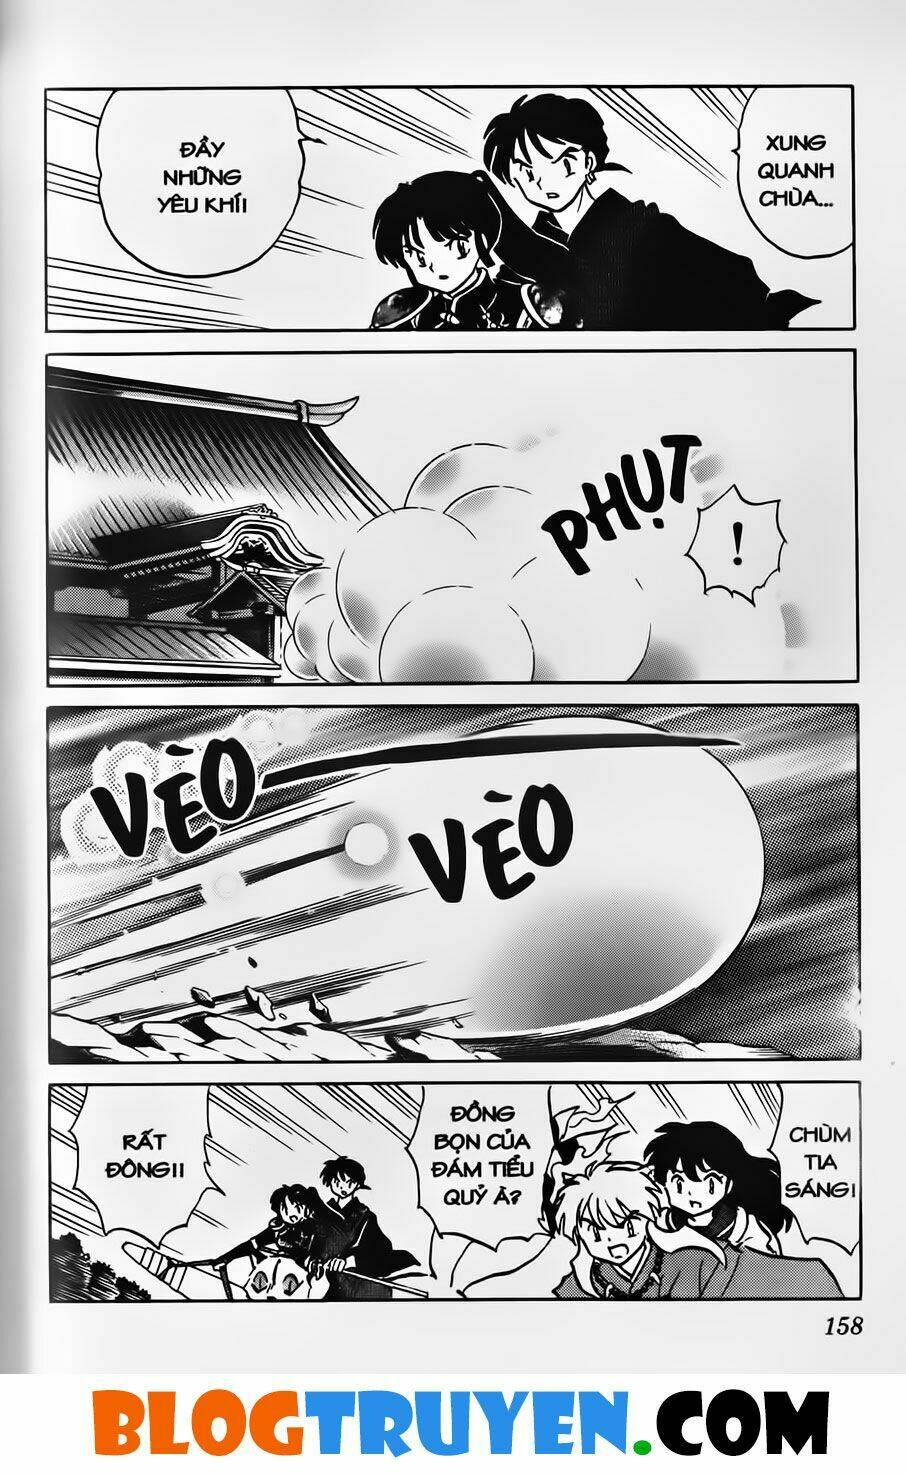 XUNG
QUANH
CHÙA...
ĐẦY
NHỮNG
YÊU KHÍ!
PHỤT
!
VÈO
VÈO
CHÙM
TIA
SÁNG!
ĐỒNG
BỌN CỦA
ĐÁM TIỂU
QUỶ À?
RẤT
ĐÔNG!!
158
BLOGTRUYEN.COM